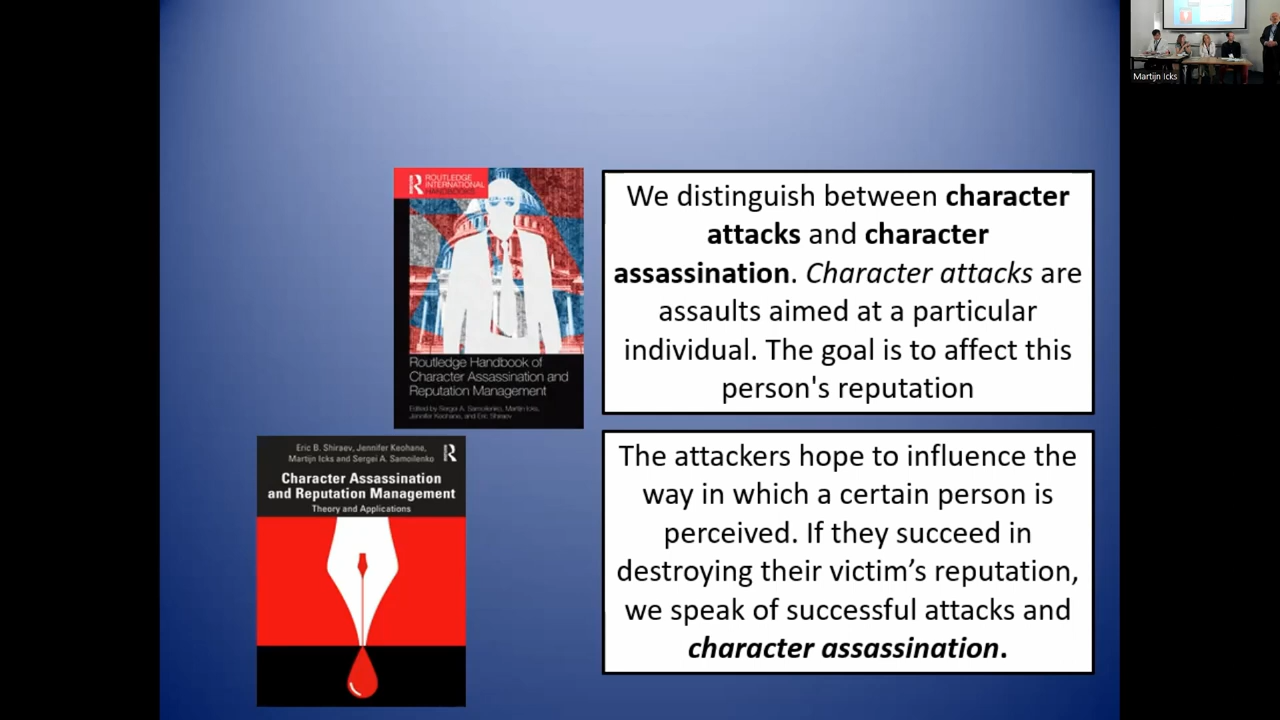 Martijn Icks
ROUTLEDGE
INTERNATIONAL
HANDBOOKS
Routledge Handbook of
Character Assassination and
Reputation Management
Edited by Sergei A. Samoilenko, Martijn Icks,
Jennifer Keohane, and Eric Shiraev
We distinguish between character
attacks and character
assassination. Character attacks are
assaults aimed at a particular
individual. The goal is to affect this
person's reputation
Eric B. Shiraev, Jennifer Keohane,
Martijn Icks and Sergei A. Samoilenko
Character Assassination
and Reputation Management
Theory and Applications
The attackers hope to influence the
way in which a certain person is
perceived. If they succeed in
destroying their victim’s reputation,
we speak of successful attacks and
character assassination.